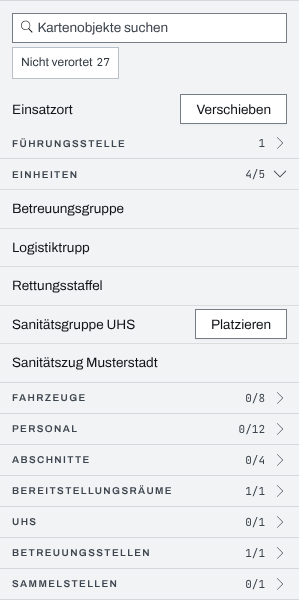 Kartenobjekte suchen
Nicht verortet 27
Einsatzort Verschieben
FÜHRUNGSSTELLE 1
EINHEITEN 4/5
Betreuungsgruppe
Logistiktrupp
Rettungsstaffel
Sanitätsgruppe UHS Platzieren
Sanitätszug Musterstadt
FAHRZEUGE 0/8
PERSONAL 0/12
ABSCHNITTE 0/4
BEREITSTELLUNGSRÄUME 1/1
UHS 0/1
BETREUUNGSSTELLEN 1/1
SAMMELSTELLEN 0/1